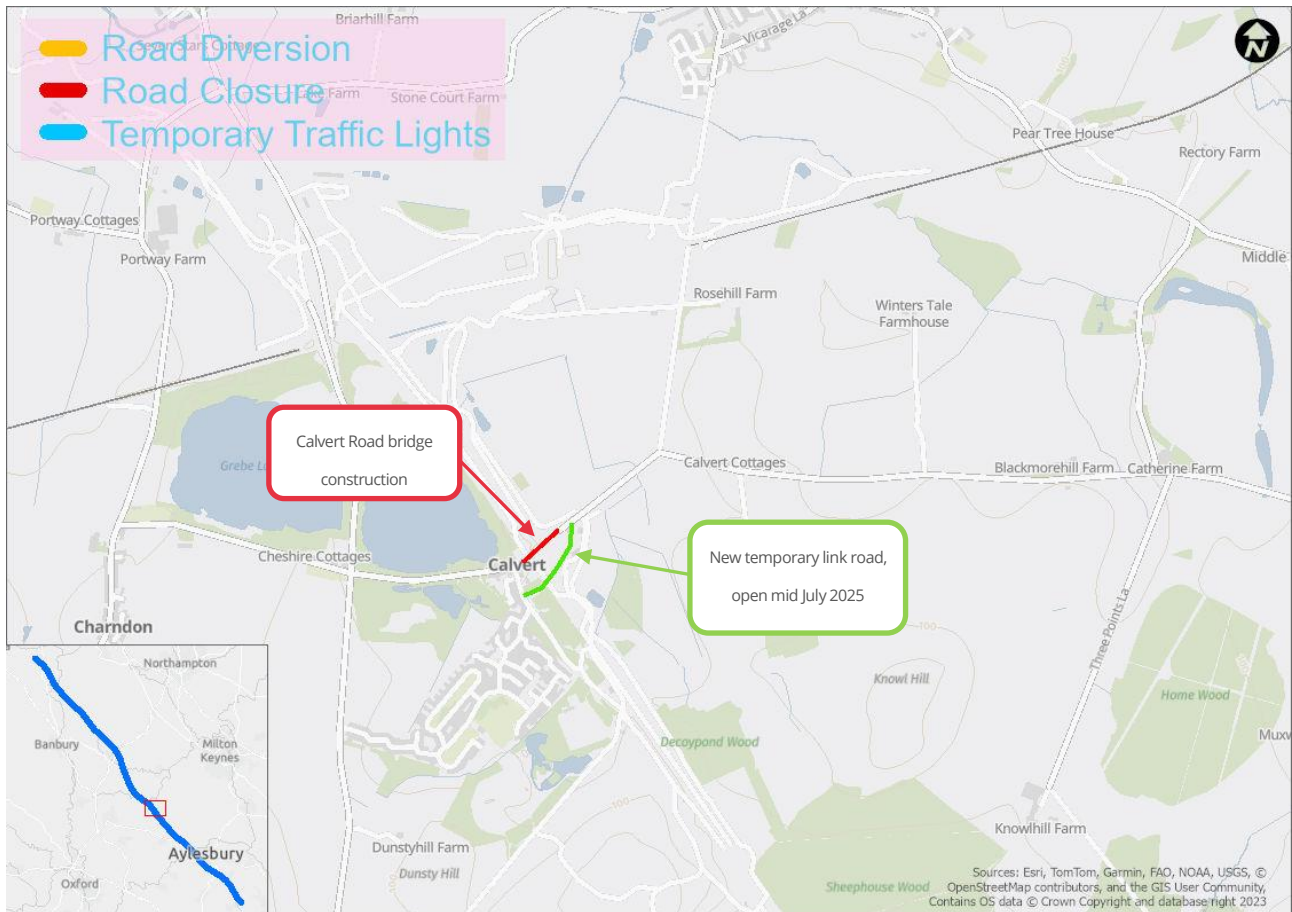 Road Diversion
Road Closure
Temporary Traffic Lights
Briarhill Farm
Vicarage La
N
Stone Court Farm
Farm
Pear Tree House
Rectory Farm
Portway Cottages
Portway Farm
Middle
Rosehill Farm
Winters Tale
Farmhouse
Calvert Road bridge
construction
Grebe
Calvert Cottages
Blackmorehill Farm
Catherine Farm
Cheshire Cottages
Calvert
New temporary link road,
open mid July 2025
Charndon
100
Three Points La
Knowl Hill
Home Wood
Decoypond Wood
Muxw
100
Knowlhill Farm
Dunstyhill Farm
Dunsty Hill
Sheephouse Wood
Northampton
Banbury
Milton
Keynes
Aylesbury
Oxford
Sources: Esri, TomTom, Garmin, FAO, NOAA, USGS, ©
OpenStreetMap contributors, and the GIS User Community,
Contains OS data © Crown Copyright and database right 2023